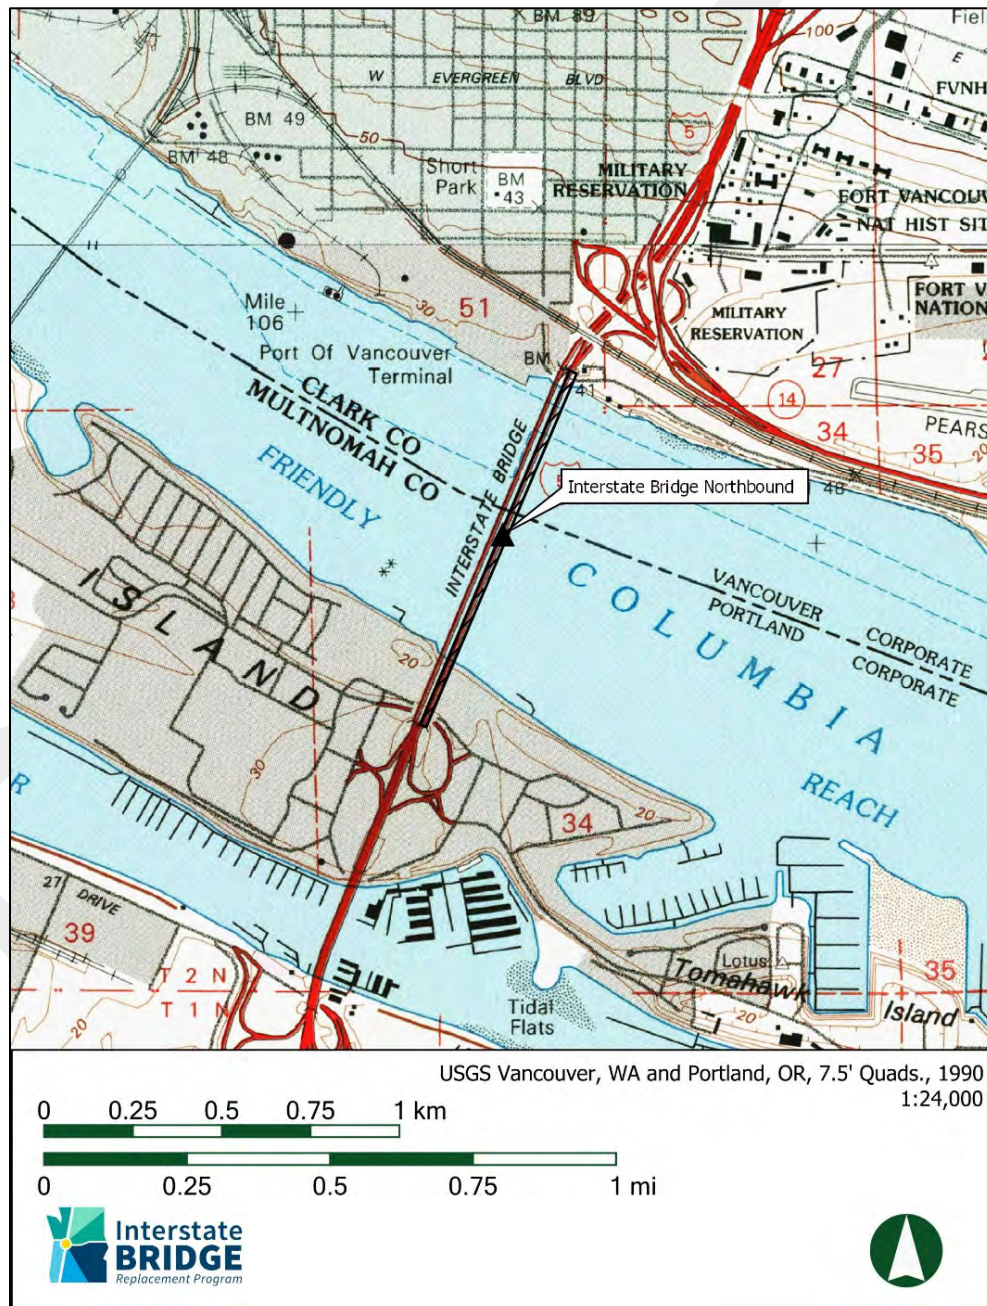 BM 89
Fiel
100
E
W EVERGREEN BLVD
FVNH
BM 49
5
50
BM 48
Short
Park
BM
43
MILITARY
RESERVATION
FORT VANCOUV
NAT HIST SIT
Mile
106
30
51
FORT V
NATION
MILITARY
RESERVATION
Port Of Vancouver
Terminal
BM
41
27
CLARK CO
MULTNOMAH CO
14
34
35
PEARS
20
FRIENDLY
INTERSTATE BRIDGE
Interstate Bridge Northbound
48
COLUMBIA
VANCOUVER
PORTLAND
CORPORATE
CORPORATE
ISLAND
20
30
REACH
R
34
20
27
DRIVE
39
T 2 N
T 1 N
20
Lotus
Tomahawk
Island
35
20
Tidal
Flats
USGS Vancouver, WA and Portland, OR, 7.5' Quads., 1990
1:24,000
0 0.25 0.5 0.75 1 km
0 0.25 0.5 0.75 1 mi
Interstate
BRIDGE
Replacement Program